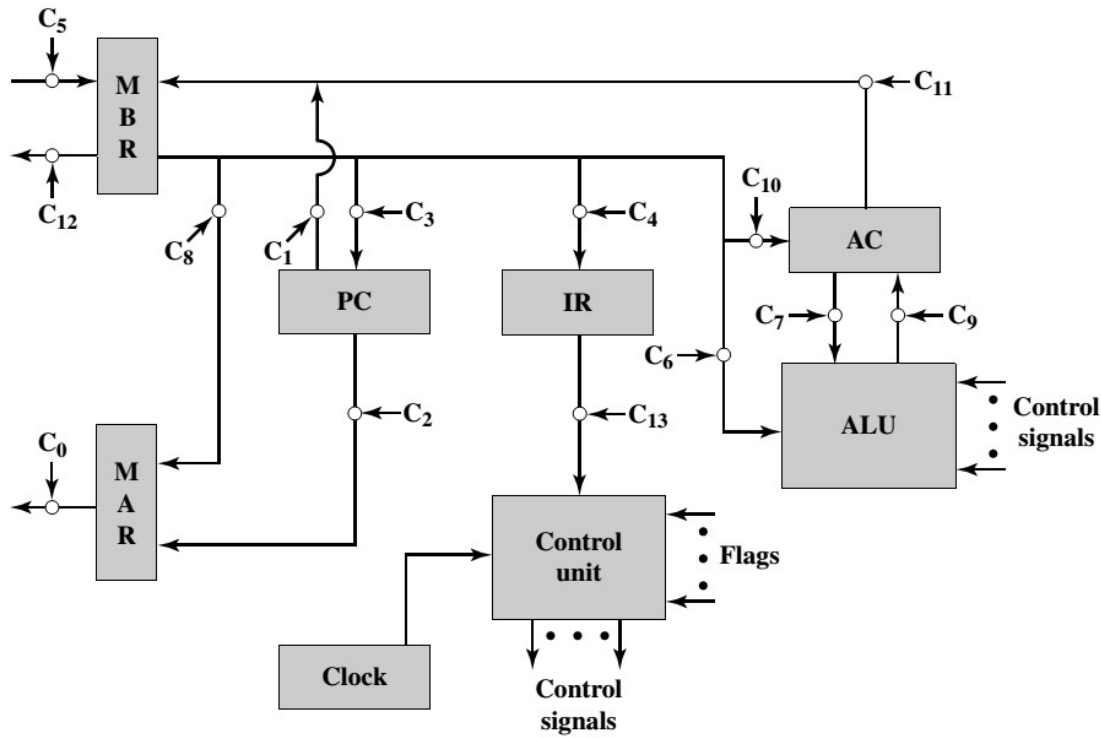 C5
M
B
R
C11
C12
C8
C1
C3
C4
C10
AC
PC
IR
C7
C9
C6
C2
C13
ALU
Control
signals
C0
M
A
R
Control
unit
Flags
Clock
Control
signals